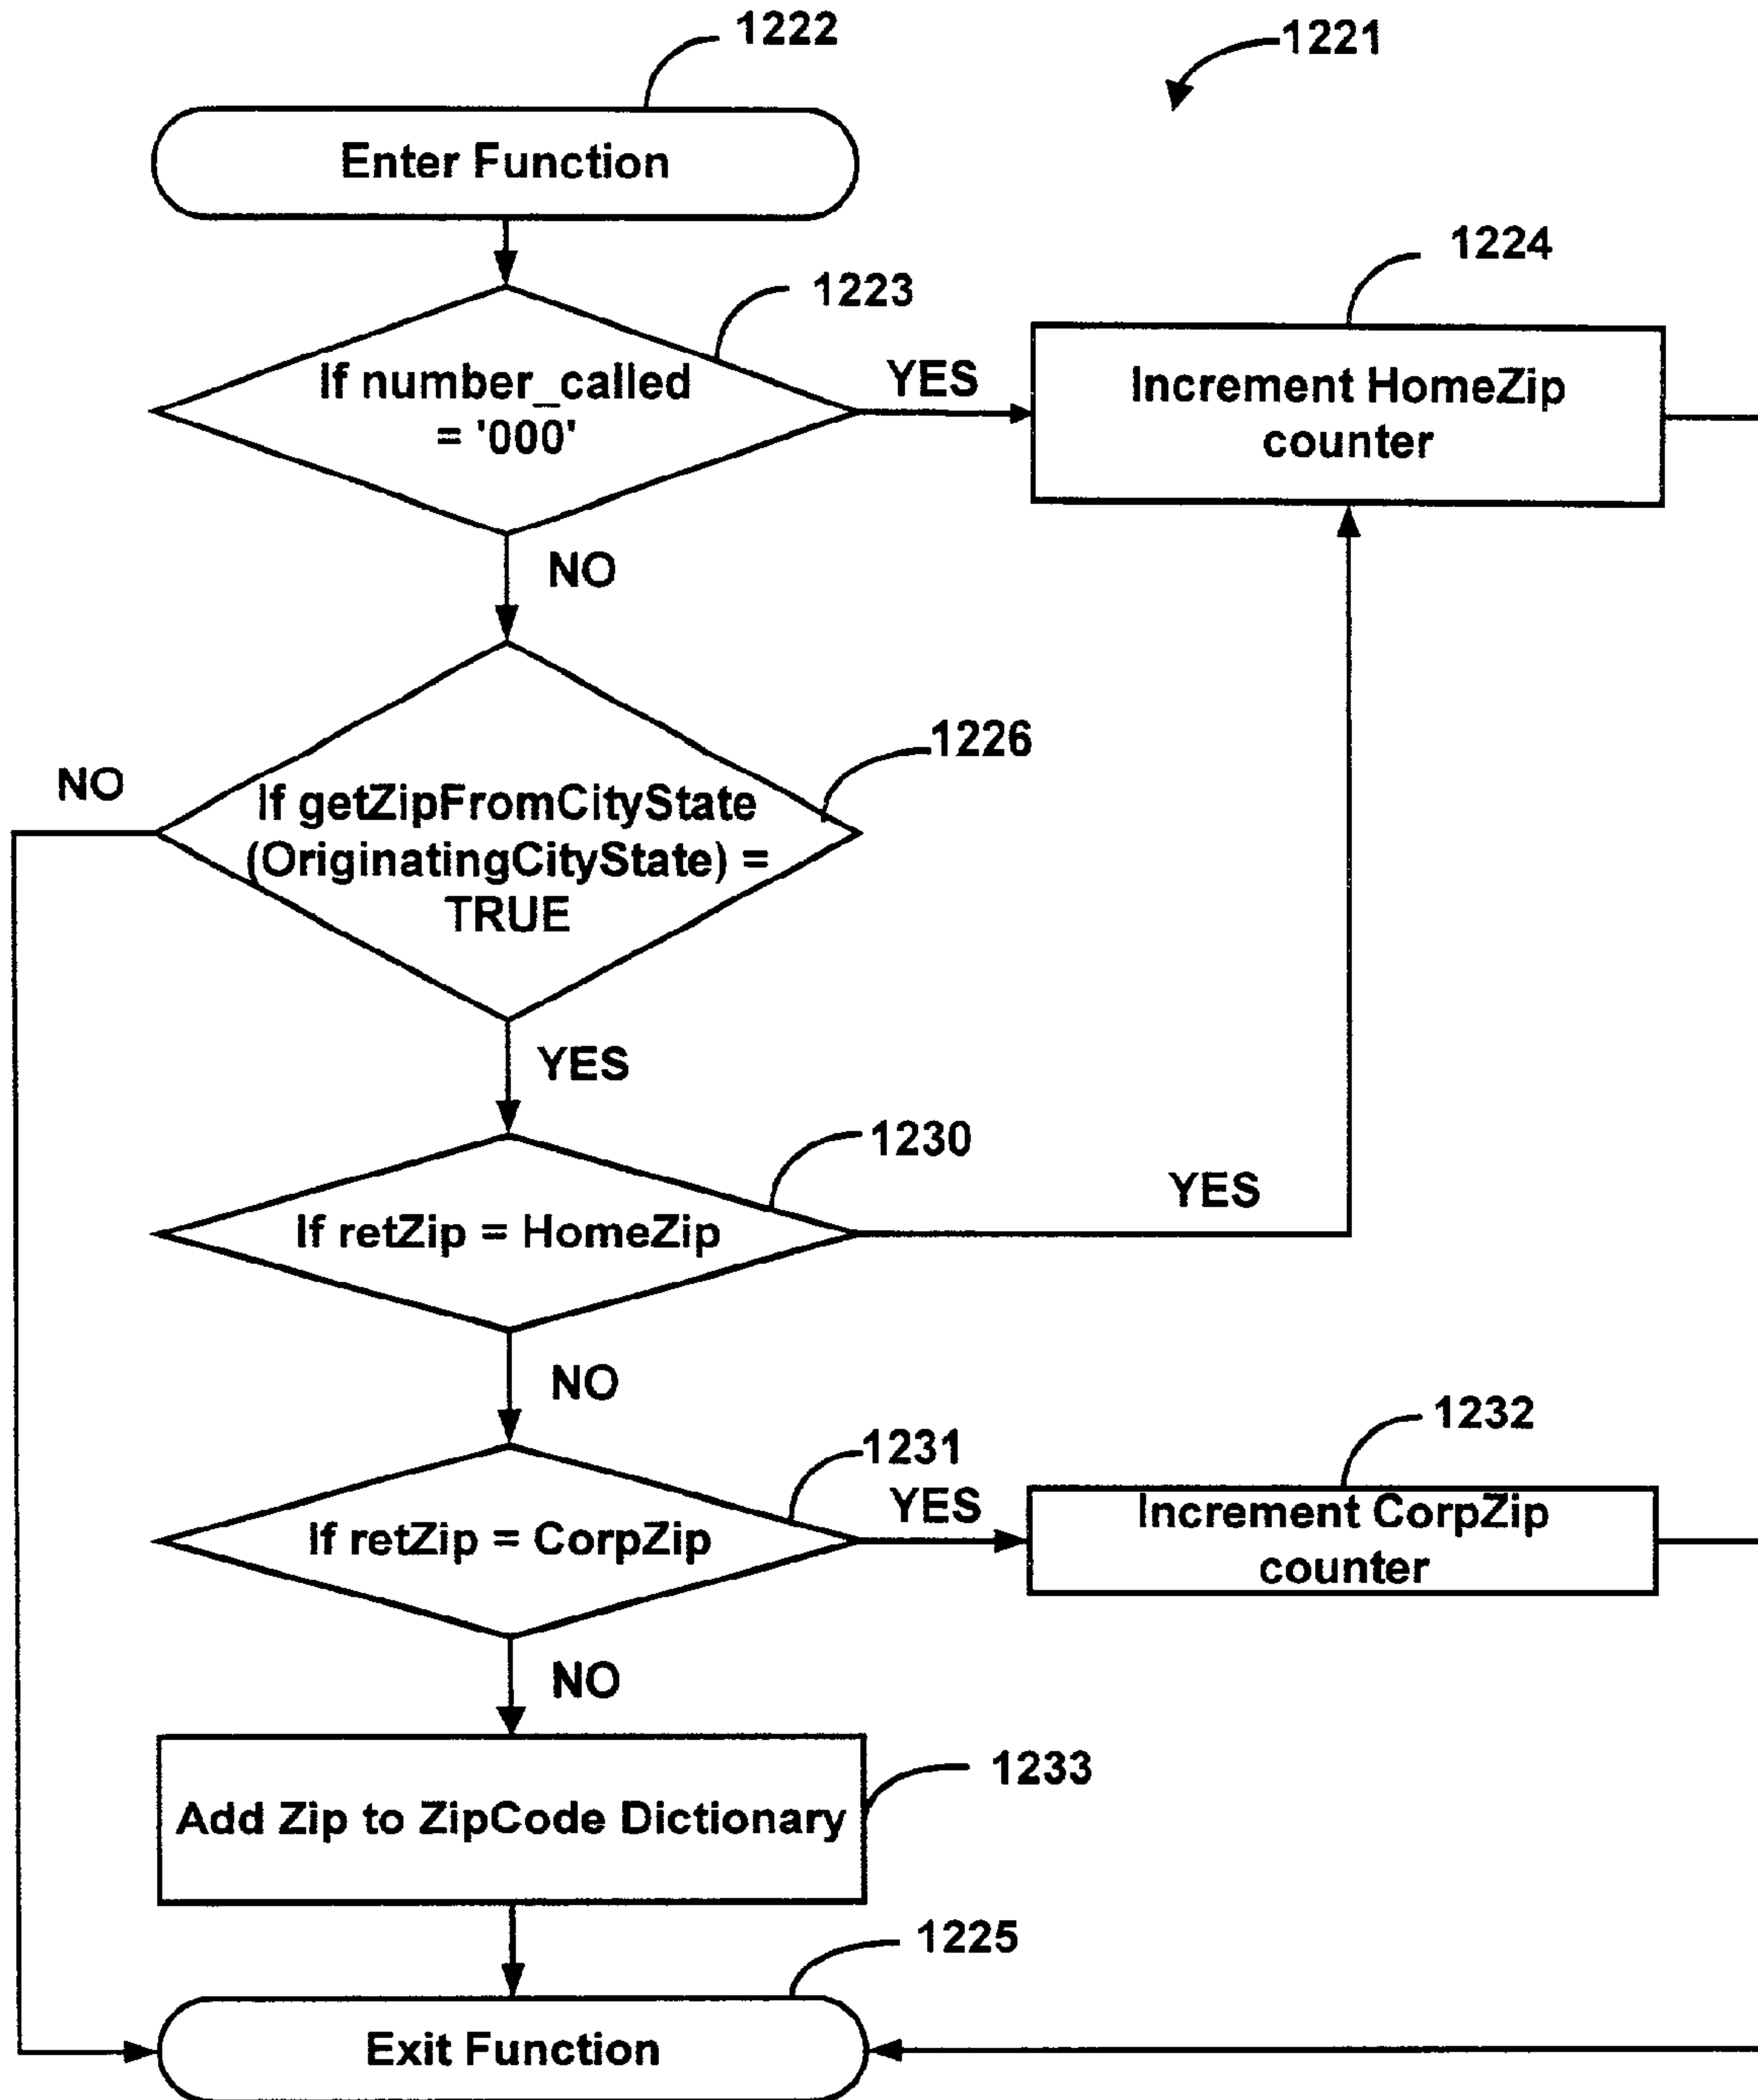 1222
1221
Enter Function
1223
1224
If number_called
= '000'
YES
Increment HomeZip
counter
NO
1226
NO
If getZipFromCityState
(OriginatingCityState) =
TRUE
YES
1230
If retZip = HomeZip
YES
NO
1231
1232
If retZip = CorpZip
YES
Increment CorpZip
counter
NO
1233
Add Zip to ZipCode Dictionary
1225
Exit Function